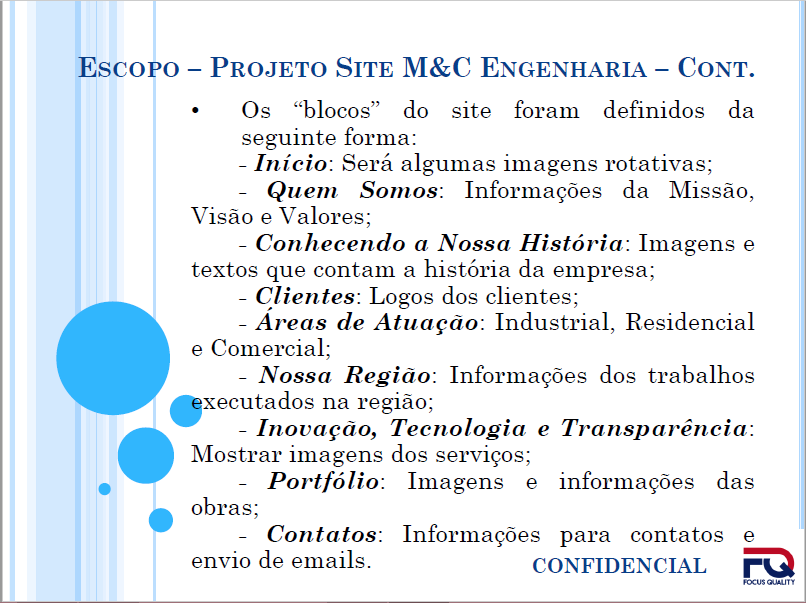 Escopo – Projeto Site M&C Engenharia – Cont.
• Os “blocos” do site foram definidos da
seguinte forma:
- Início: Será algumas imagens rotativas;
- Quem Somos: Informações da Missão,
Visão e Valores;
- Conhecendo a Nossa História: Imagens e
textos que contam a história da empresa;
- Clientes: Logos dos clientes;
- Áreas de Atuação: Industrial, Residencial
e Comercial;
- Nossa Região: Informações dos trabalhos
executados na região;
- Inovação, Tecnologia e Transparência:
Mostrar imagens dos serviços;
- Portfólio: Imagens e informações das
obras;
- Contatos: Informações para contatos e
envio de emails.
CONFIDENCIAL
FQ
FOCUS QUALITY